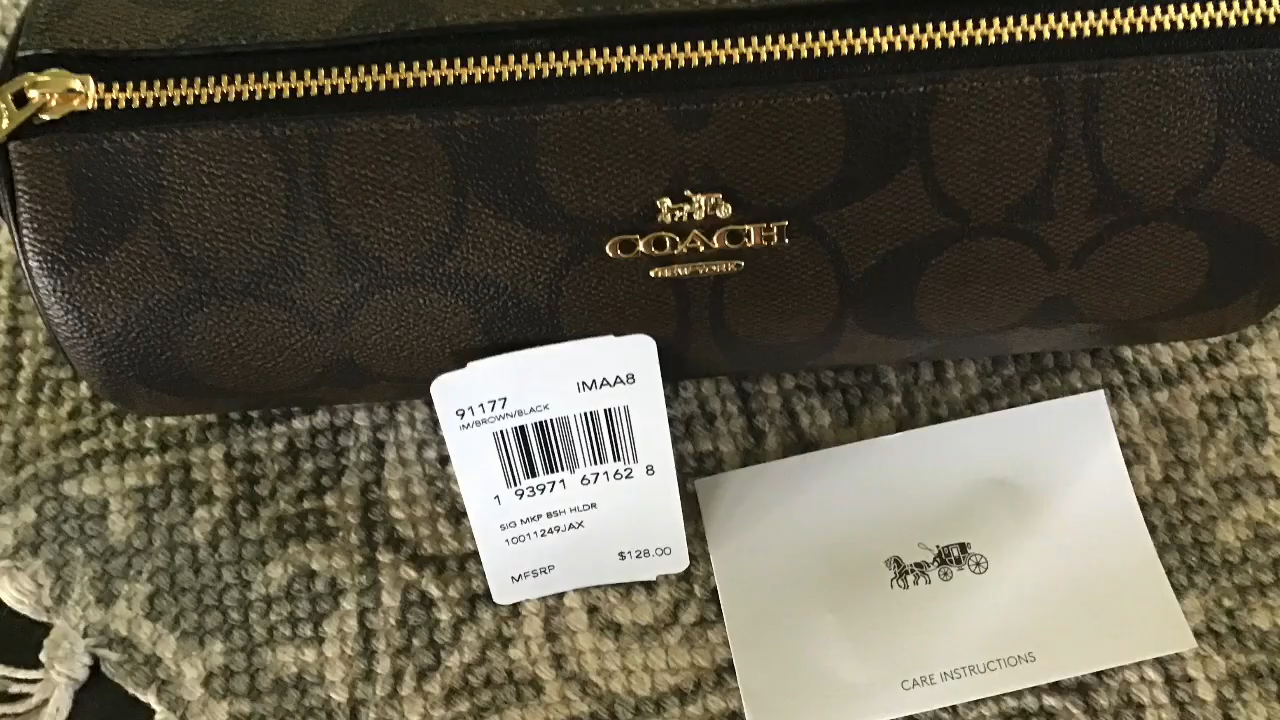 COACH
NEW YORK
IMAA8
91177
IM/BROWN/BLACK
1 93971 67162 8
SIG MKP BSH HLDR
10011249JAX
$128.00
MFSRP
CARE INSTRUCTIONS